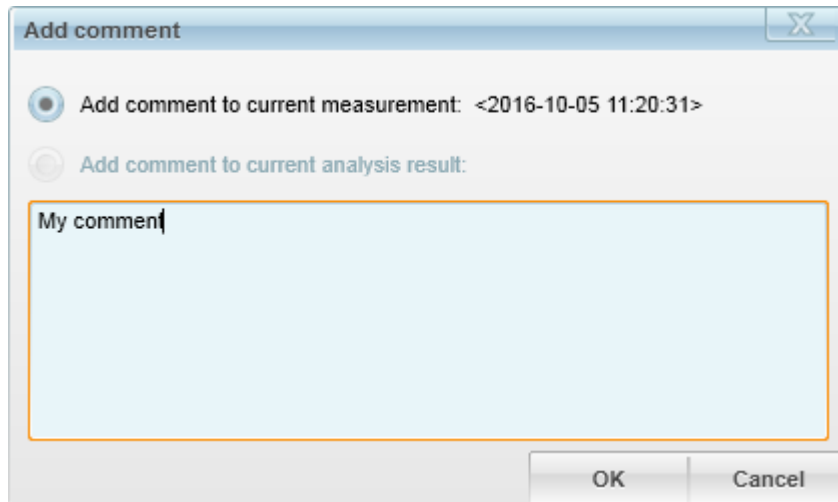 Add comment
X
Add comment to current measurement: <2016-10-05 11:20:31>
Add comment to current analysis result:
My comment
OK Cancel